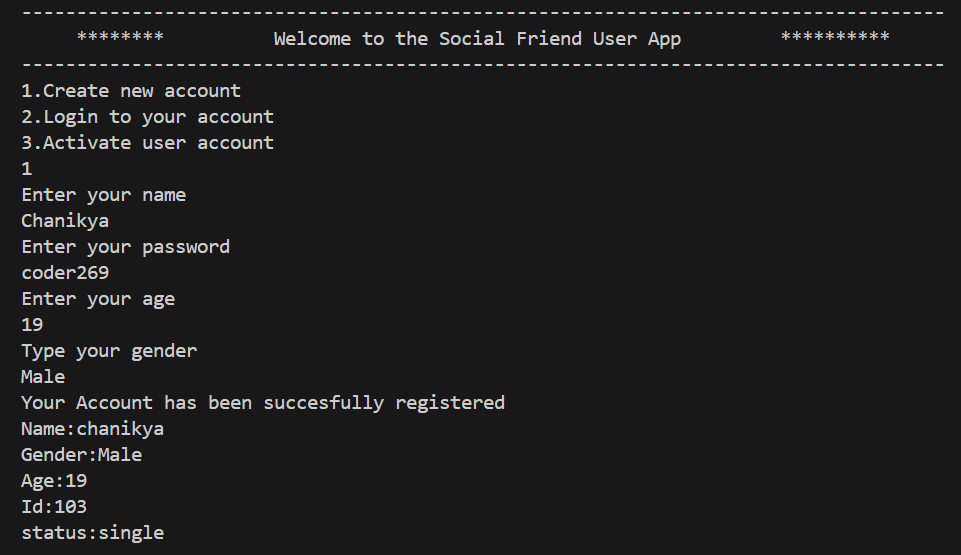 ------------------------------------------------------------------------------------
******** Welcome to the Social Friend User App **********
------------------------------------------------------------------------------------
1.Create new account
2.Login to your account
3.Activate user account
1
Enter your name
Chanikya
Enter your password
coder269
Enter your age
19
Type your gender
Male
Your Account has been succesfully registered
Name:chanikya
Gender:Male
Age:19
Id:103
status:single